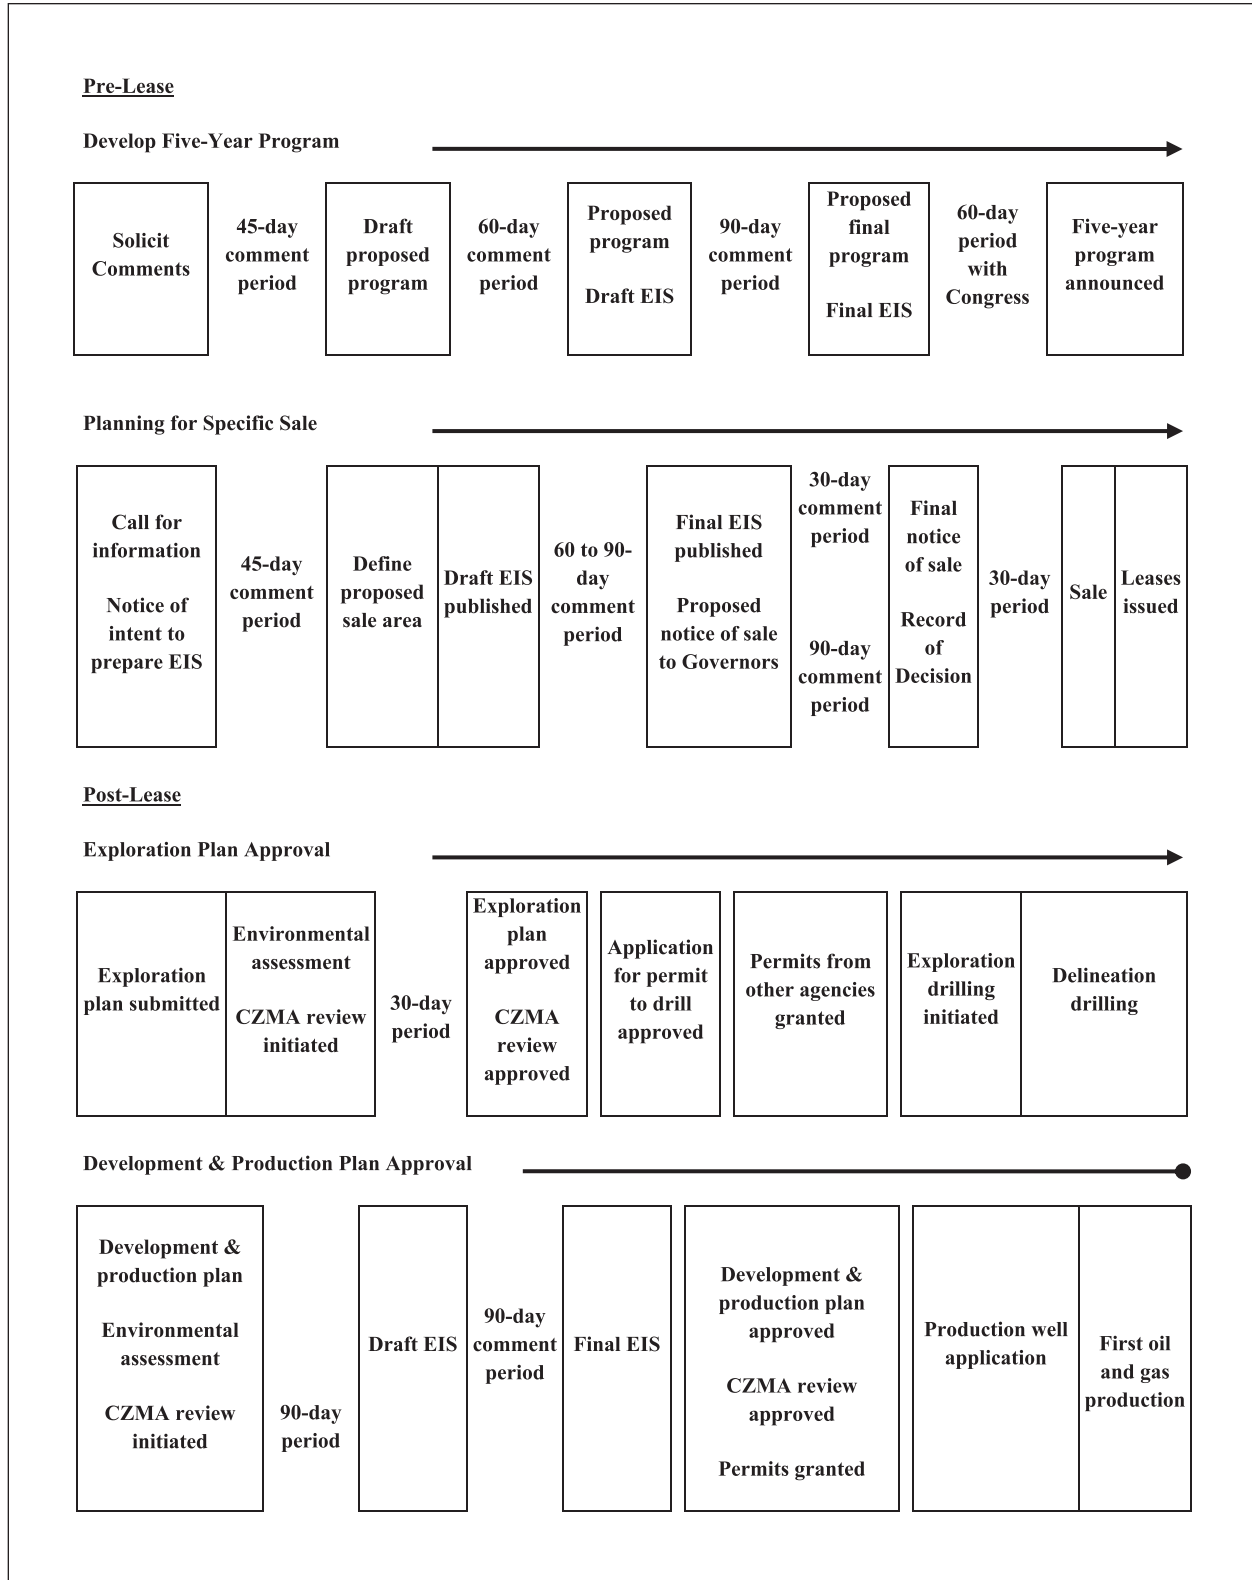 Pre-Lease
Develop Five-Year Program
Solicit
Comments
45-day
comment
period
Draft
proposed
program
60-day
comment
period
Proposed
program
Draft EIS
90-day
comment
period
Proposed
final
program
Final EIS
60-day
period
with
Congress
Five-year
program
announced
Planning for Specific Sale
Call for
information
Notice of
intent to
prepare EIS
45-day
comment
period
Define
proposed
sale area
Draft EIS
published
60 to 90-
day
comment
period
Final EIS
published
Proposed
notice of sale
to Governors
30-day
comment
period
90-day
comment
period
Final
notice
of sale
Record
of
Decision
30-day
period
Sale
Leases
issued
Post-Lease
Exploration Plan Approval
Exploration
plan submitted
Environmental
assessment
CZMA review
initiated
30-day
period
Exploration
plan
approved
CZMA
review
approved
Application
for permit
to drill
approved
Permits from
other agencies
granted
Exploration
drilling
initiated
Delineation
drilling
Development & Production Plan Approval
Development &
production plan
Environmental
assessment
CZMA review
initiated
90-day
period
Draft EIS
90-day
comment
period
Final EIS
Development &
production plan
approved
CZMA review
approved
Permits granted
Production well
application
First oil
and gas
production